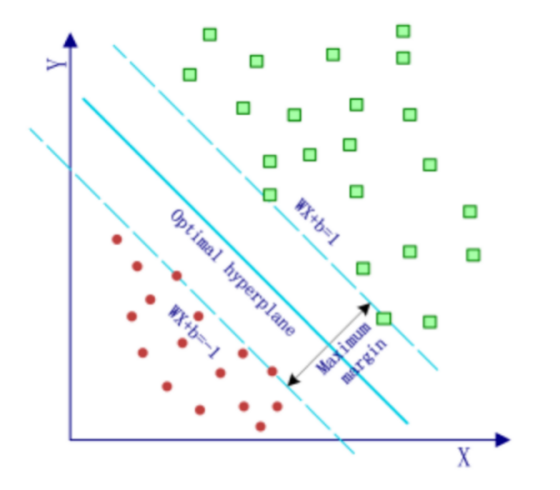 Y
WX+b=1
Optimal hyperplane
WX+b=-1
Maximum
margin
X